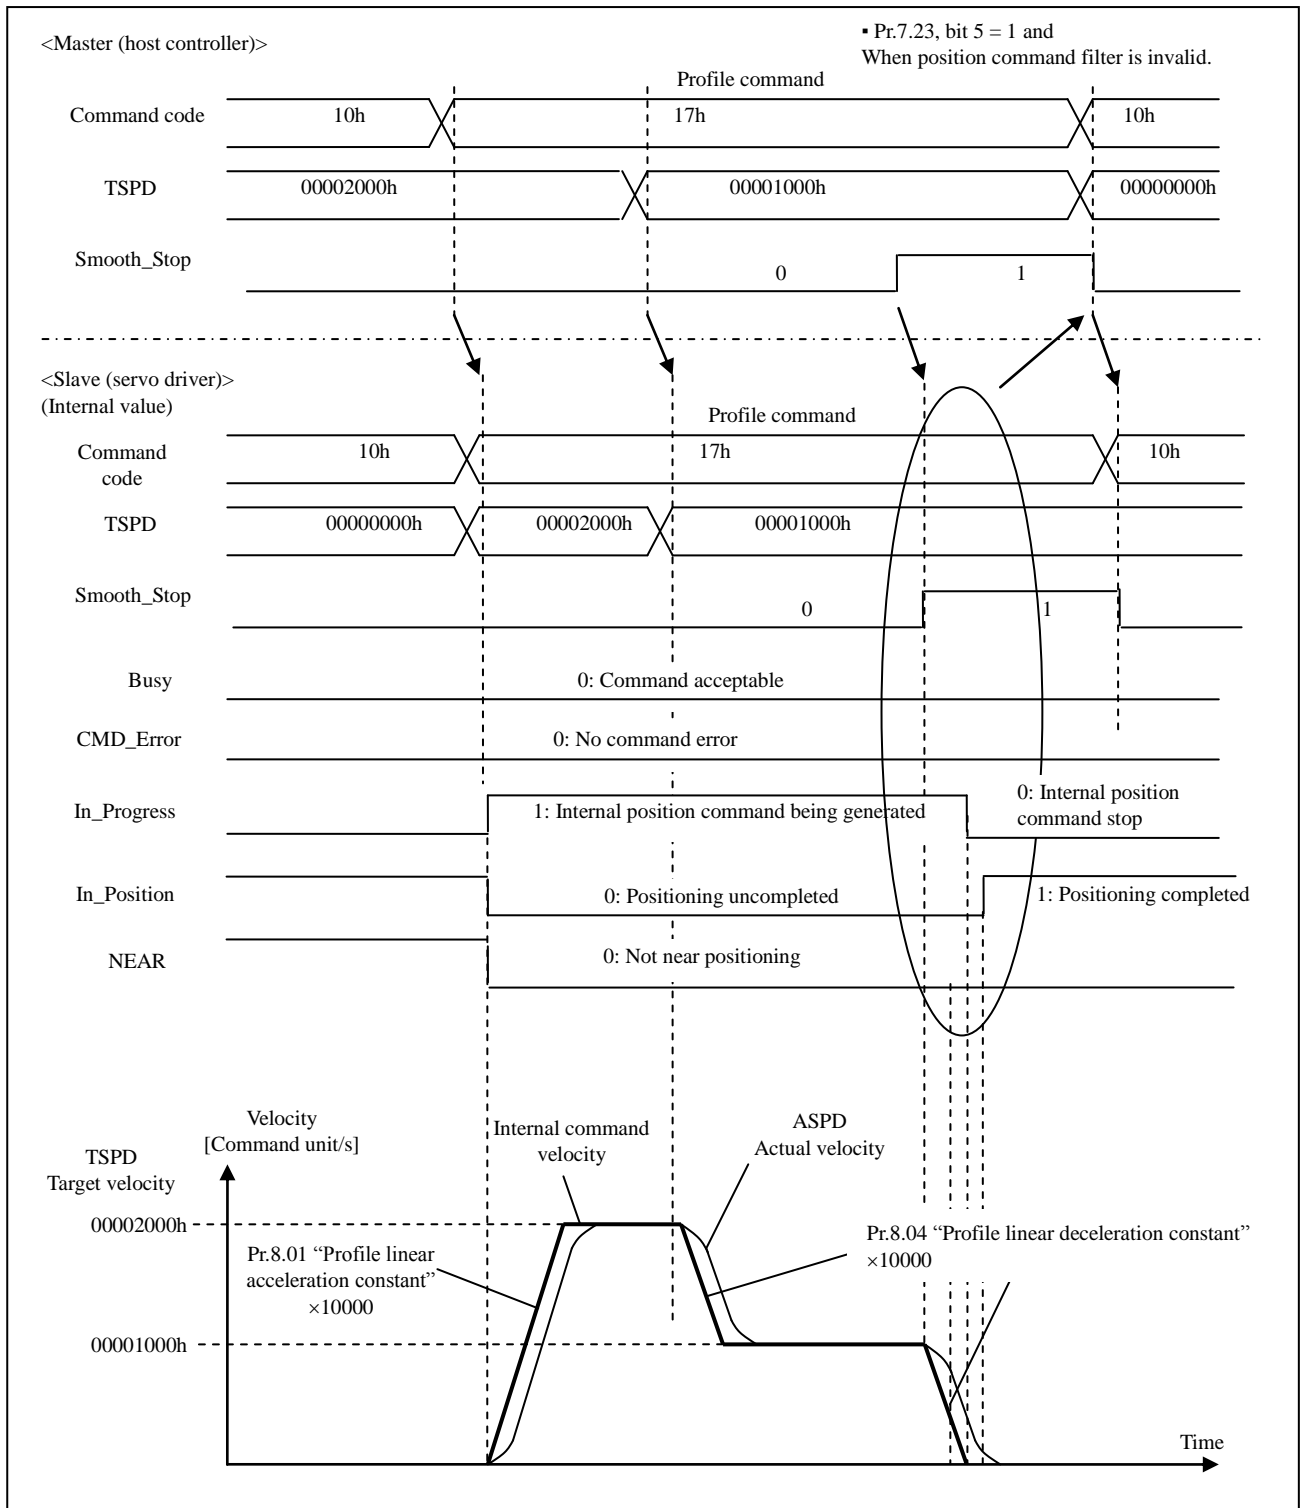 <Master (host controller)>
▪ Pr.7.23, bit 5 = 1 and
When position command filter is invalid.
Profile command
Command code
10h
17h
10h
TSPD
00002000h
00001000h
00000000h
Smooth_Stop
0
1
<Slave (servo driver)>
(Internal value)
Profile command
Command
code
10h
17h
10h
TSPD
00000000h
00002000h
00001000h
Smooth_Stop
0
1
Busy
0: Command acceptable
CMD_Error
0: No command error
In_Progress
1: Internal position command being generated
0: Internal position
command stop
In_Position
0: Positioning uncompleted
1: Positioning completed
NEAR
0: Not near positioning
Velocity
[Command unit/s]
TSPD
Target velocity
Internal command
velocity
ASPD
Actual velocity
00002000h
Pr.8.01 “Profile linear
acceleration constant”
×10000
Pr.8.04 “Profile linear deceleration constant”
×10000
00001000h
Time